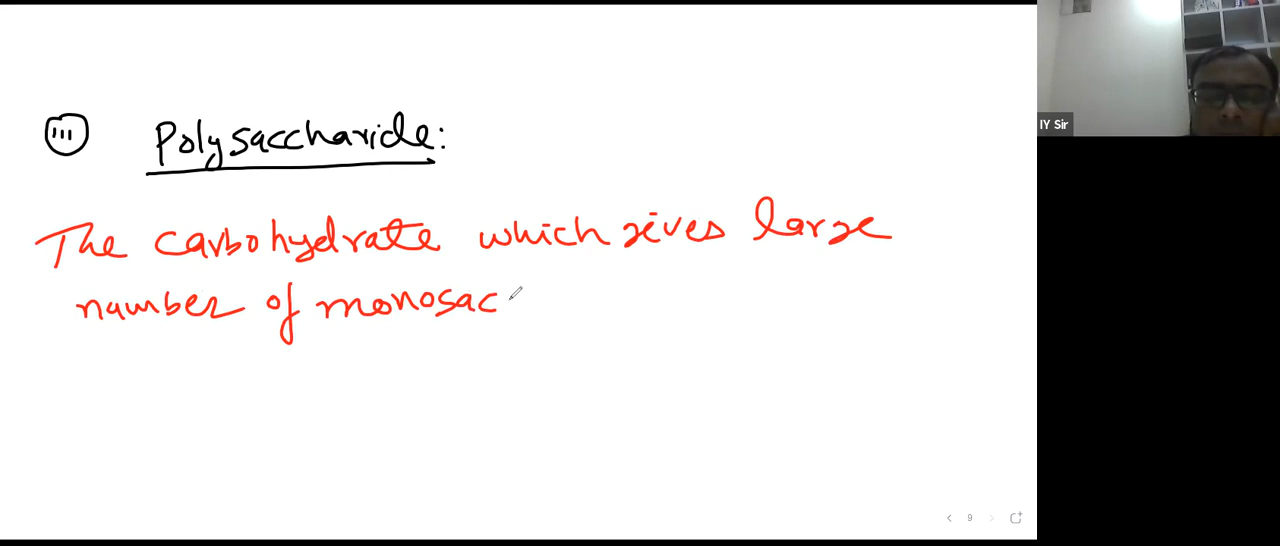 (iii) Polysaccharide:
The carbohydrate which gives large
number of monosac
IY Sir
9